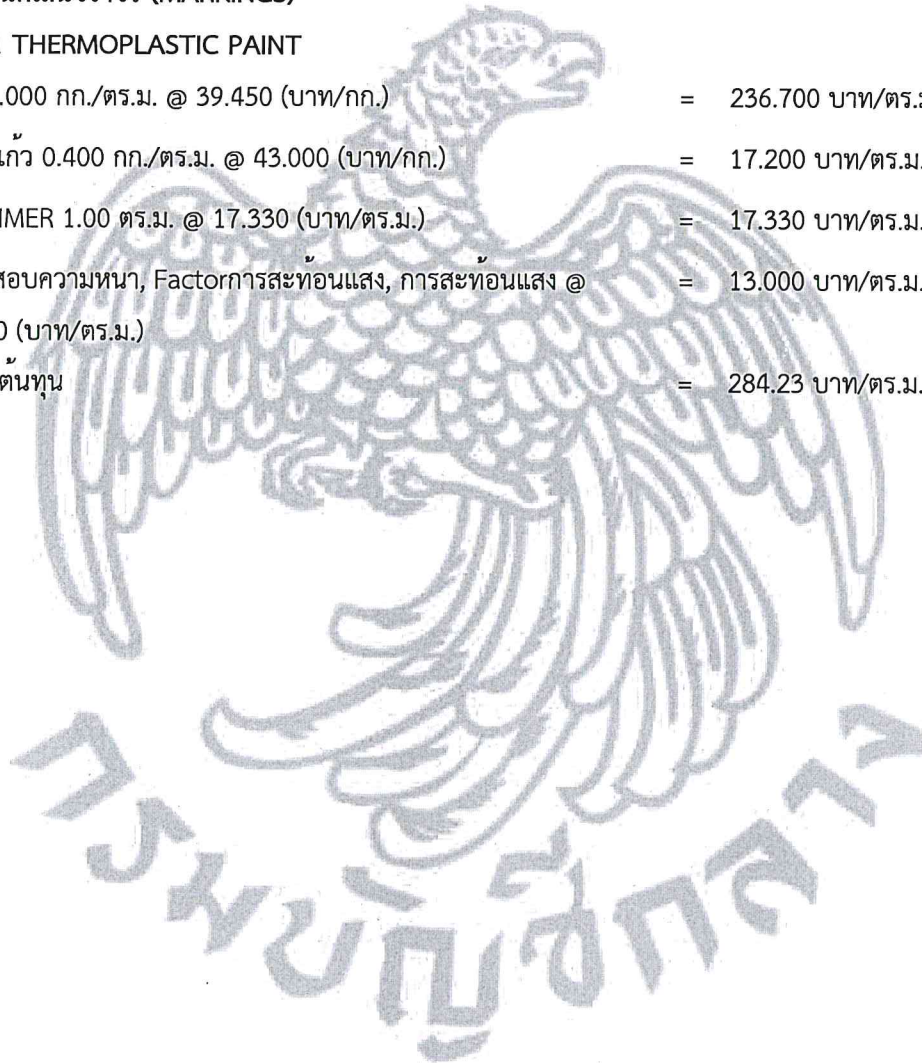 (MARKINGS)
THERMOPLASTIC PAINT
.000 กก./ตร.ม. @ 39.450 (บาท/กก.) = 236.700 บาท/ตร.
แก้ว 0.400 กก./ตร.ม. @ 43.000 (บาท/กก.) = 17.200 บาท/ตร.ม.
IMER 1.00 ตร.ม. @ 17.330 (บาท/ตร.ม.) = 17.330 บาท/ตร.ม.
สอบความหนา, Factorการสะท้อนแสง, การสะท้อนแสง @ = 13.000 บาท/ตร.ม.
0 (บาท/ตร.ม.)
ต้นทุน = 284.23 บาท/ตร.ม.
กรมบัญชีกลาง